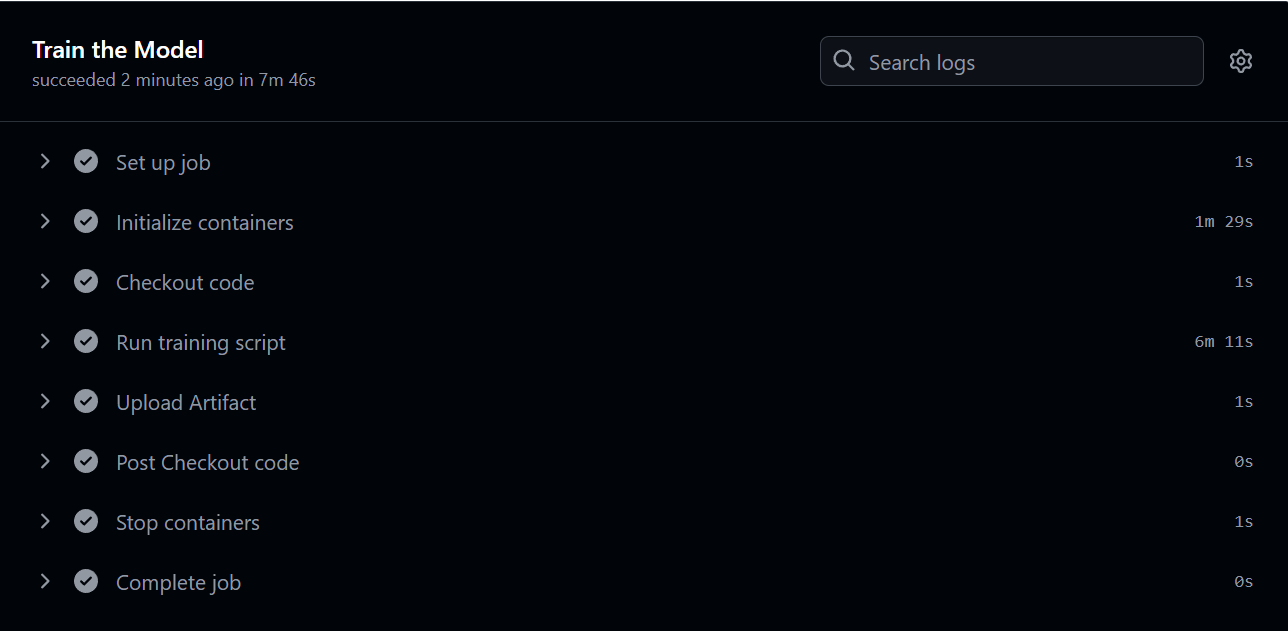 Train the Model
succeeded 2 minutes ago in 7m 46s
Search logs
Set up job 1s
Initialize containers 1m 29s
Checkout code 1s
Run training script 6m 11s
Upload Artifact 1s
Post Checkout code 0s
Stop containers 1s
Complete job 0s